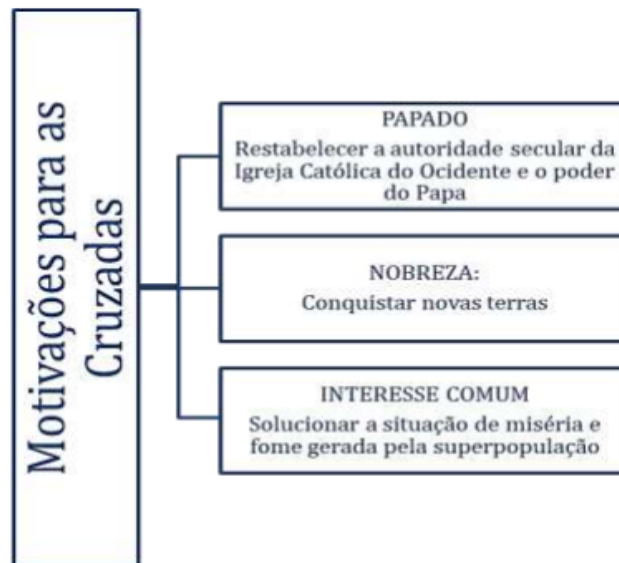 Motivações para as
Cruzadas
PAPADO
Restabelecer a autoridade secular da
Igreja Católica do Ocidente e o poder
do Papa
NOBREZA:
Conquistar novas terras
INTERESSE COMUM
Solucionar a situação de miséria e
fome gerada pela superpopulação